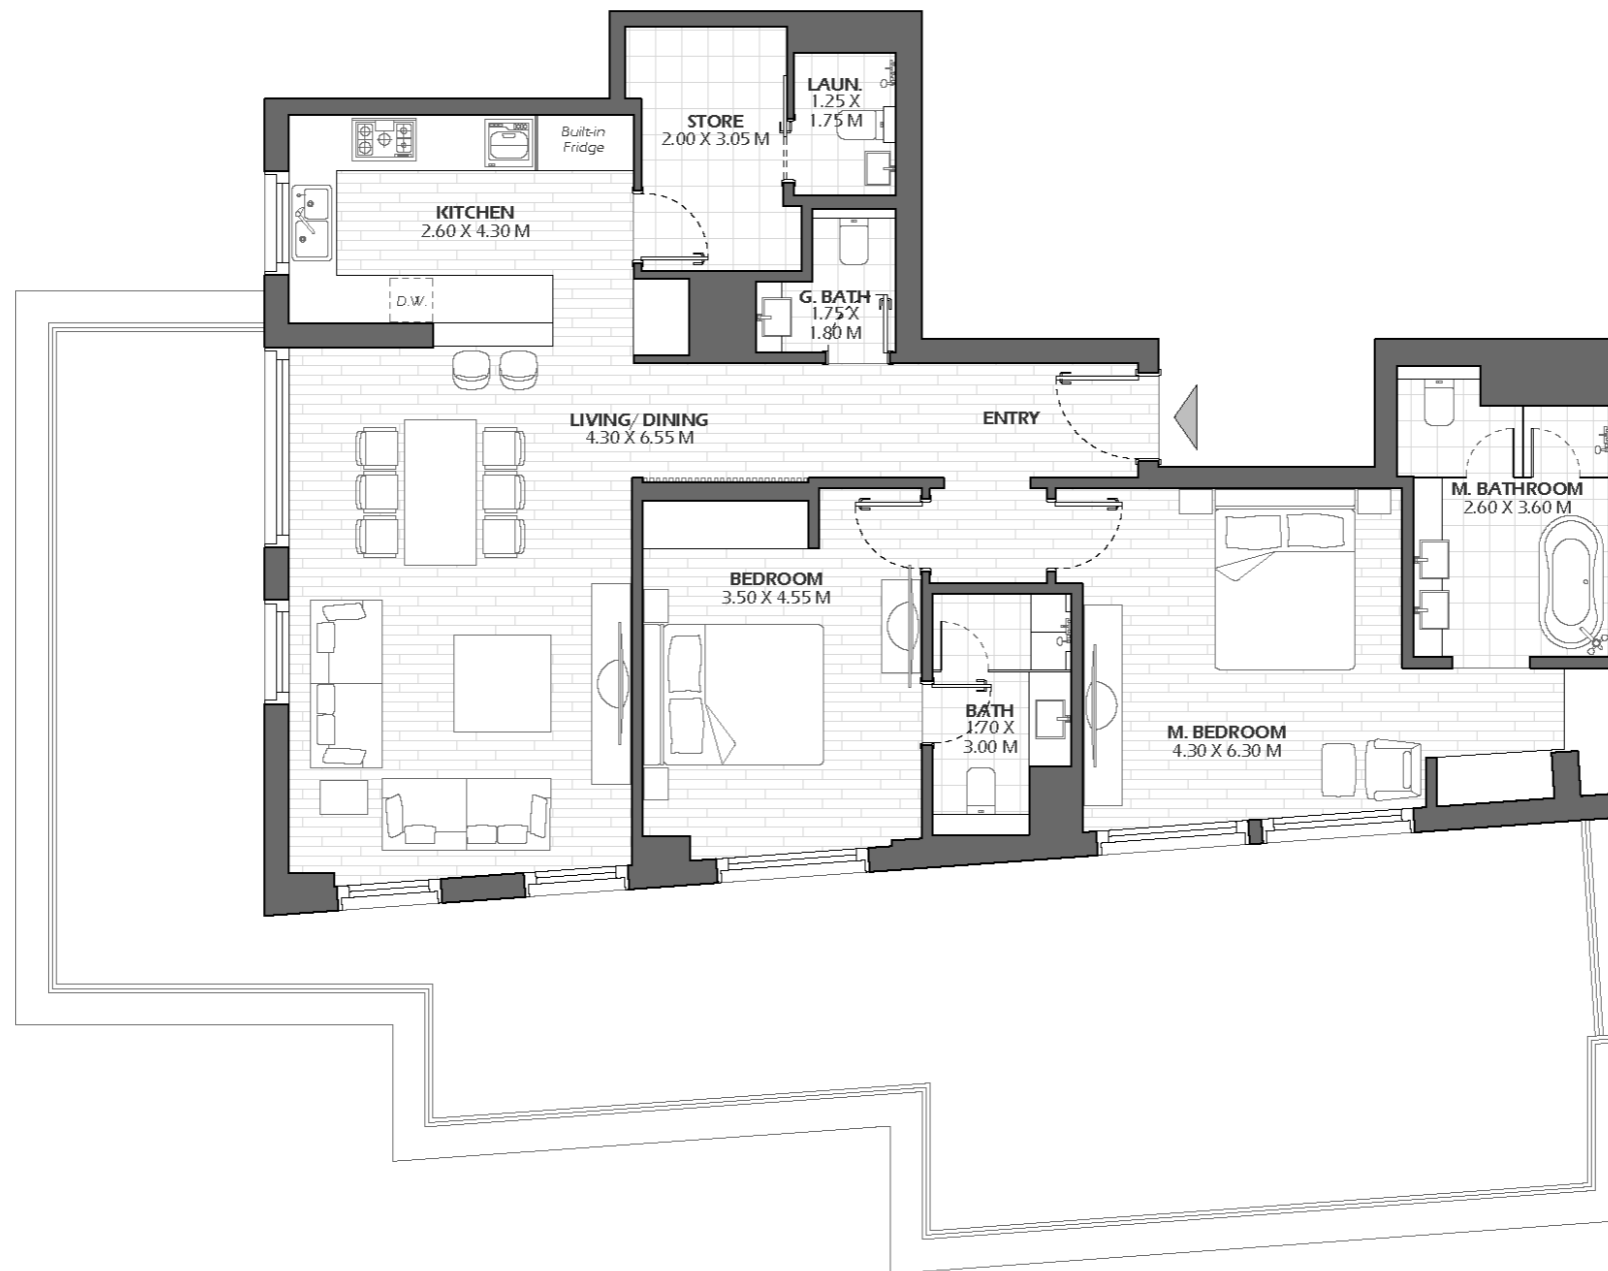 LAUN.
1.25 X
1.75 M
STORE
2.00 X 3.05 M
Built-in
Fridge
KITCHEN
2.60 X 4.30 M
D.W.
G. BATH
1.75 X
1.80 M
LIVING/ DINING
4.30 X 6.55 M
ENTRY
M. BATHROOM
2.60 X 3.60 M
BEDROOM
3.50 X 4.55 M
BATH
1.70 X
3.00 M
M. BEDROOM
4.30 X 6.30 M